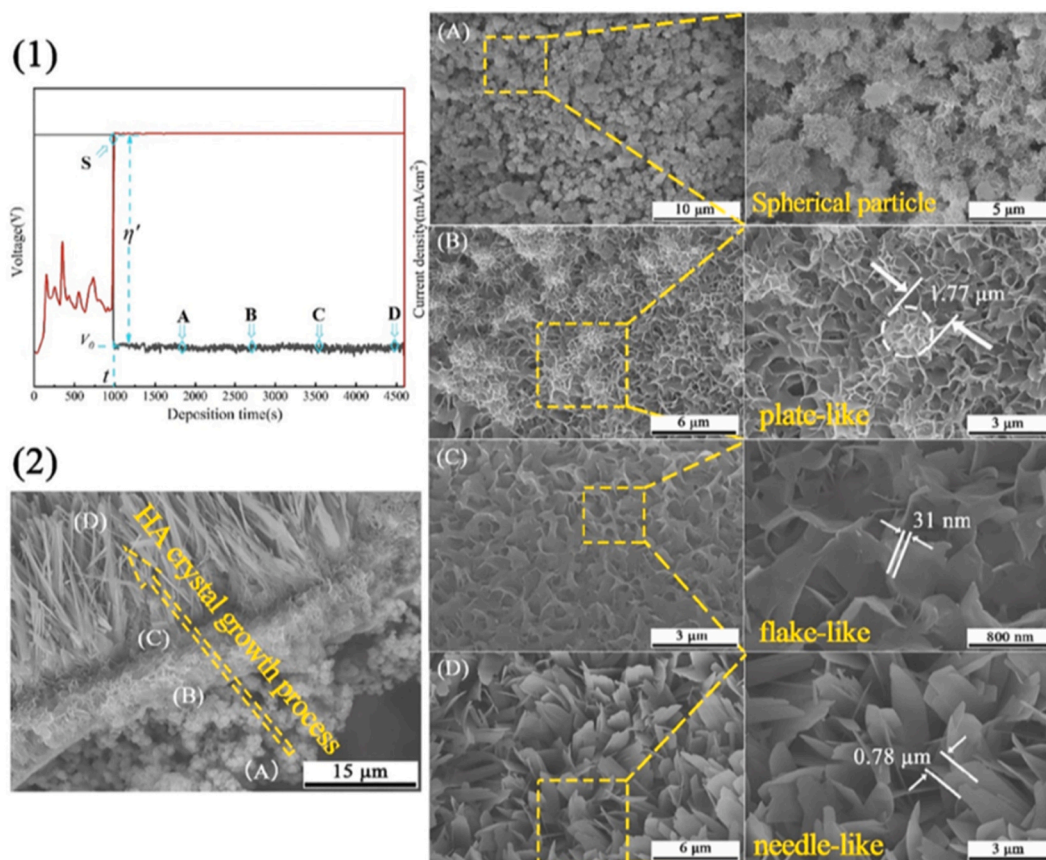 (1)
Voltage(V)
S
η'
V₀
t
A
B
C
D
Current density(mA/cm²)
0
500
1000
1500
2000
2500
3000
3500
4000
4500
Deposition time(s)
(2)
(D)
(C)
(B)
(A)
HA crystal growth process
15 μm
(A)
10 μm
Spherical particle
5 μm
(B)
6 μm
1.77 μm
plate-like
3 μm
(C)
3 μm
31 nm
flake-like
800 nm
(D)
6 μm
0.78 μm
needle-like
3 μm